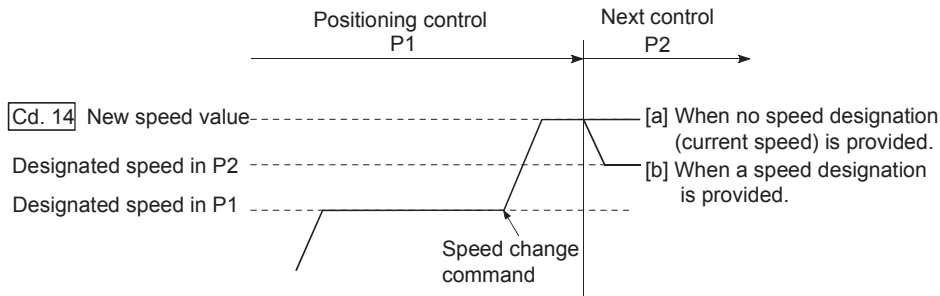 Positioning control
P1
Next control
P2
Cd. 14 New speed value
Designated speed in P2
Designated speed in P1
[a] When no speed designation
(current speed) is provided.
[b] When a speed designation
is provided.
Speed change
command